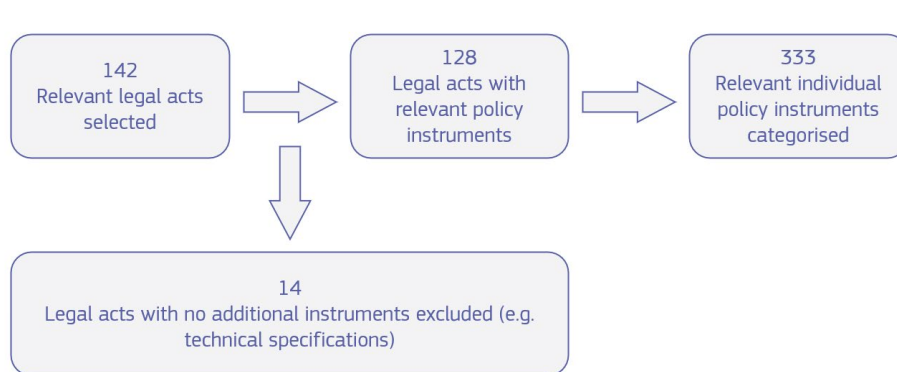 142
Relevant legal acts
selected
128
Legal acts with
relevant policy
instruments
333
Relevant individual
policy instruments
categorised
14
Legal acts with no additional instruments excluded (e.g.
technical specifications)